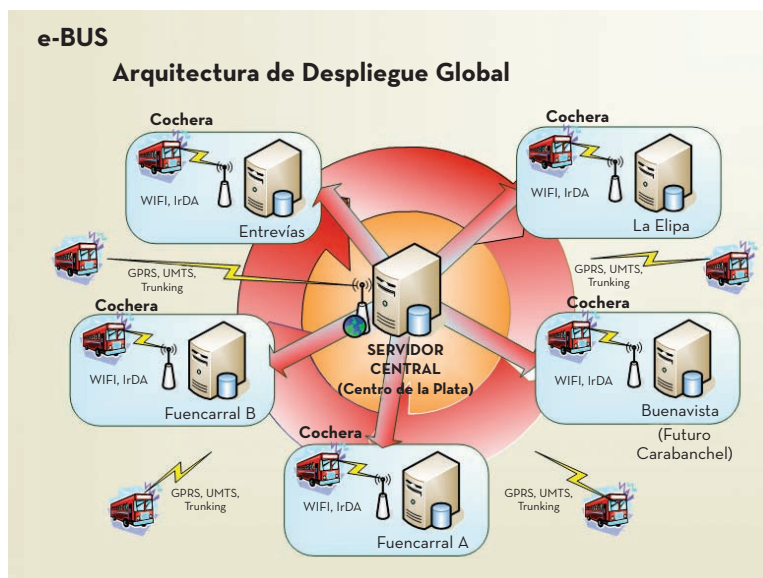 e-BUS
Arquitectura de Despliegue Global
Cochera
WIFI, IrDA
Entrevías
Cochera
WIFI, IrDA
La Elipa
GPRS, UMTS,
Trunking
GPRS, UMTS,
Trunking
Cochera
WIFI, IrDA
Fuencarral B
SERVIDOR
CENTRAL
(Centro de la Plata)
Cochera
WIFI, IrDA
Buenavista
(Futuro
Carabanchel)
GPRS, UMTS,
Trunking
Cochera
WIFI, IrDA
Fuencarral A
GPRS, UMTS,
Trunking